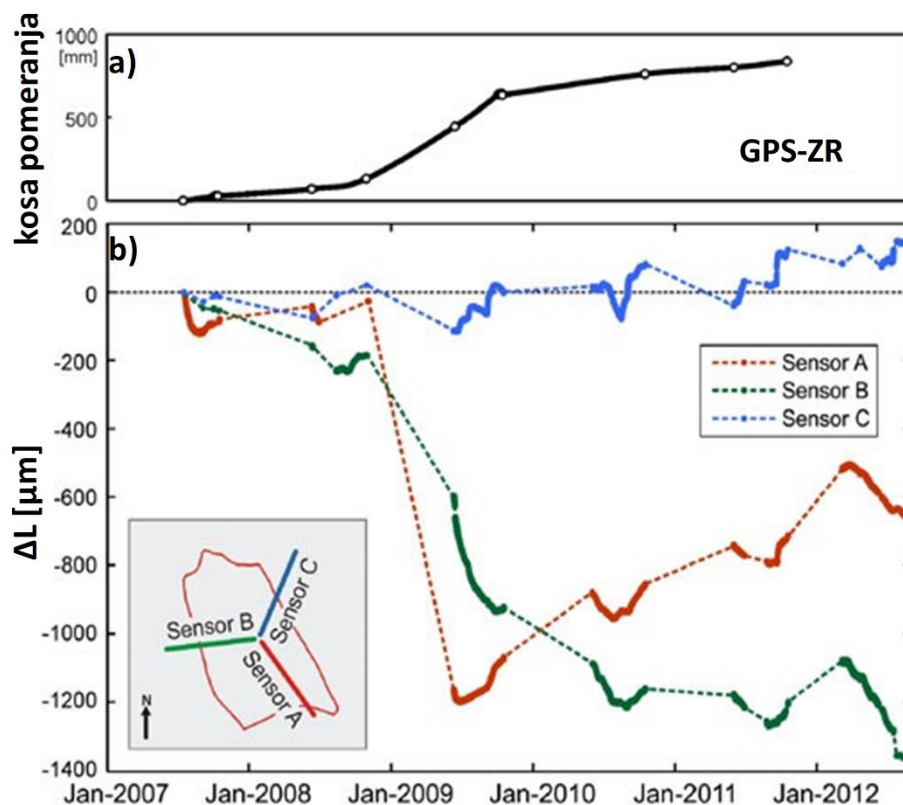 1000
[mm]
a)
kosa pomeranja
500
GPS-ZR
0
200
b)
0
-200
Sensor A
Sensor B
Sensor C
-400
ΔL [μm]
-600
-800
Sensor C
Sensor B
-1000
Sensor A
N
-1200
-1400
Jan-2007 Jan-2008 Jan-2009 Jan-2010 Jan-2011 Jan-2012